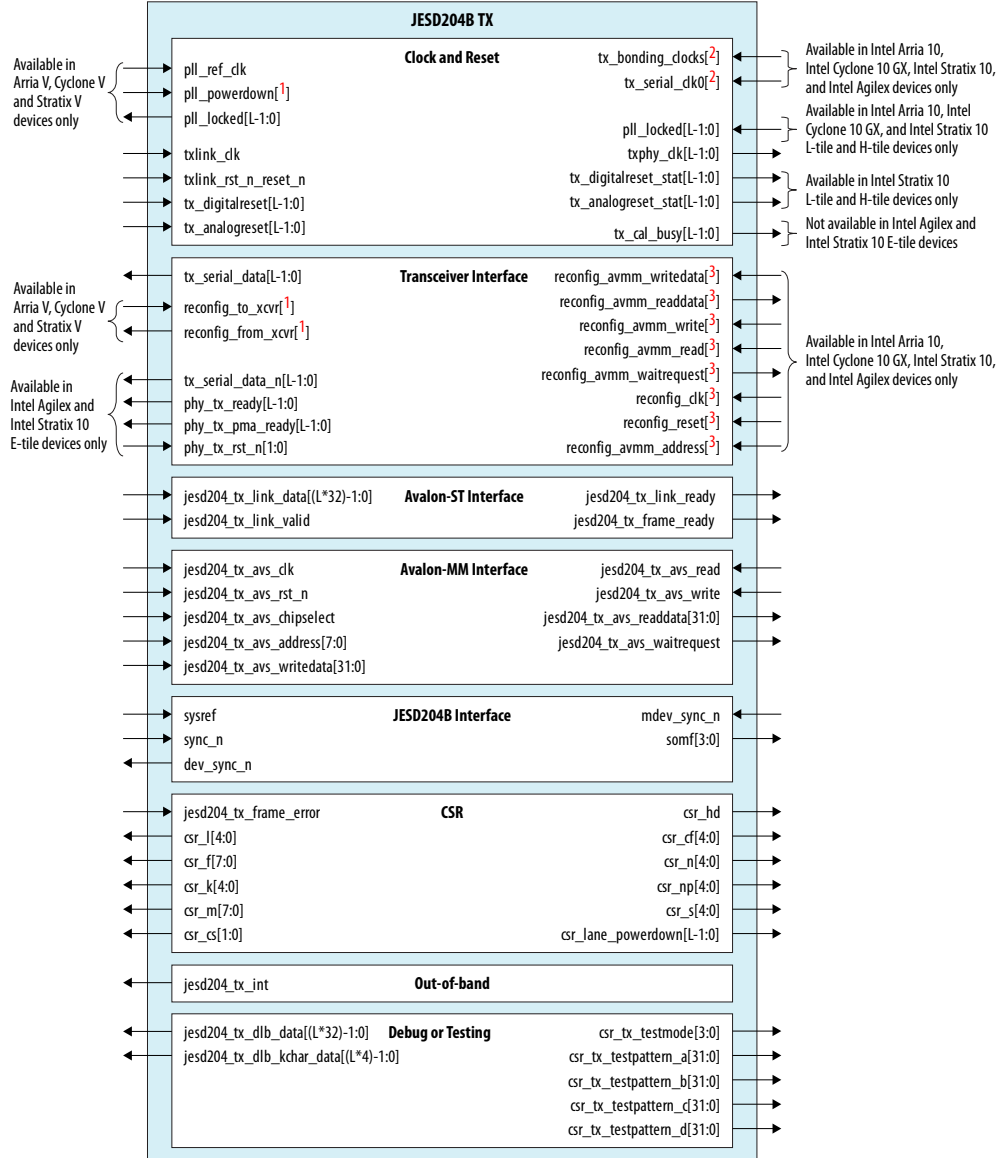 JESD204B TX
Clock and Reset
Available in
Arria V, Cyclone V
and Stratix V
devices only
pll_ref_clk
pll_powerdown[1]
pll_locked[L-1:0]
txlink_clk
txlink_rst_n_reset_n
tx_digitalreset[L-1:0]
tx_analogreset[L-1:0]
tx_bonding_clocks[2]
tx_serial_clk0[2]
pll_locked[L-1:0]
txphy_clk[L-1:0]
tx_digitalreset_stat[L-1:0]
tx_analogreset_stat[L-1:0]
tx_cal_busy[L-1:0]
Available in Intel Arria 10,
Intel Cyclone 10 GX, Intel Stratix 10,
and Intel Agilex devices only
Available in Intel Arria 10, Intel
Cyclone 10 GX, and Intel Stratix 10
L-tile and H-tile devices only
Available in Intel Stratix 10
L-tile and H-tile devices only
Not available in Intel Agilex and
Intel Stratix 10 E-tile devices
Transceiver Interface
Available in
Arria V, Cyclone V
and Stratix V
devices only
Available in
Intel Agilex and
Intel Stratix 10
E-tile devices only
tx_serial_data[L-1:0]
reconfig_to_xcvr[1]
reconfig_from_xcvr[1]
tx_serial_data_n[L-1:0]
phy_tx_ready[L-1:0]
phy_tx_pma_ready[L-1:0]
phy_tx_rst_n[1:0]
reconfig_avmm_writedata[3]
reconfig_avmm_readdata[3]
reconfig_avmm_write[3]
reconfig_avmm_read[3]
reconfig_avmm_waitrequest[3]
reconfig_clk[3]
reconfig_reset[3]
reconfig_avmm_address[3]
Available in Intel Arria 10,
Intel Cyclone 10 GX, Intel Stratix 10,
and Intel Agilex devices only
Avalon-ST Interface
jesd204_tx_link_data[(L*32)-1:0]
jesd204_tx_link_valid
jesd204_tx_link_ready
jesd204_tx_frame_ready
Avalon-MM Interface
jesd204_tx_avs_clk
jesd204_tx_avs_rst_n
jesd204_tx_avs_chipselect
jesd204_tx_avs_address[7:0]
jesd204_tx_avs_writedata[31:0]
jesd204_tx_avs_read
jesd204_tx_avs_write
jesd204_tx_avs_readdata[31:0]
jesd204_tx_avs_waitrequest
JESD204B Interface
sysref
sync_n
dev_sync_n
mdev_sync_n
somf[3:0]
CSR
jesd204_tx_frame_error
csr_l[4:0]
csr_f[7:0]
csr_k[4:0]
csr_m[7:0]
csr_cs[1:0]
csr_hd
csr_cf[4:0]
csr_n[4:0]
csr_np[4:0]
csr_s[4:0]
csr_lane_powerdown[L-1:0]
Out-of-band
jesd204_tx_int
Debug or Testing
jesd204_tx_dlb_data[(L*32)-1:0]
jesd204_tx_dlb_kchar_data[(L*4)-1:0]
csr_tx_testmode[3:0]
csr_tx_testpattern_a[31:0]
csr_tx_testpattern_b[31:0]
csr_tx_testpattern_c[31:0]
csr_tx_testpattern_d[31:0]